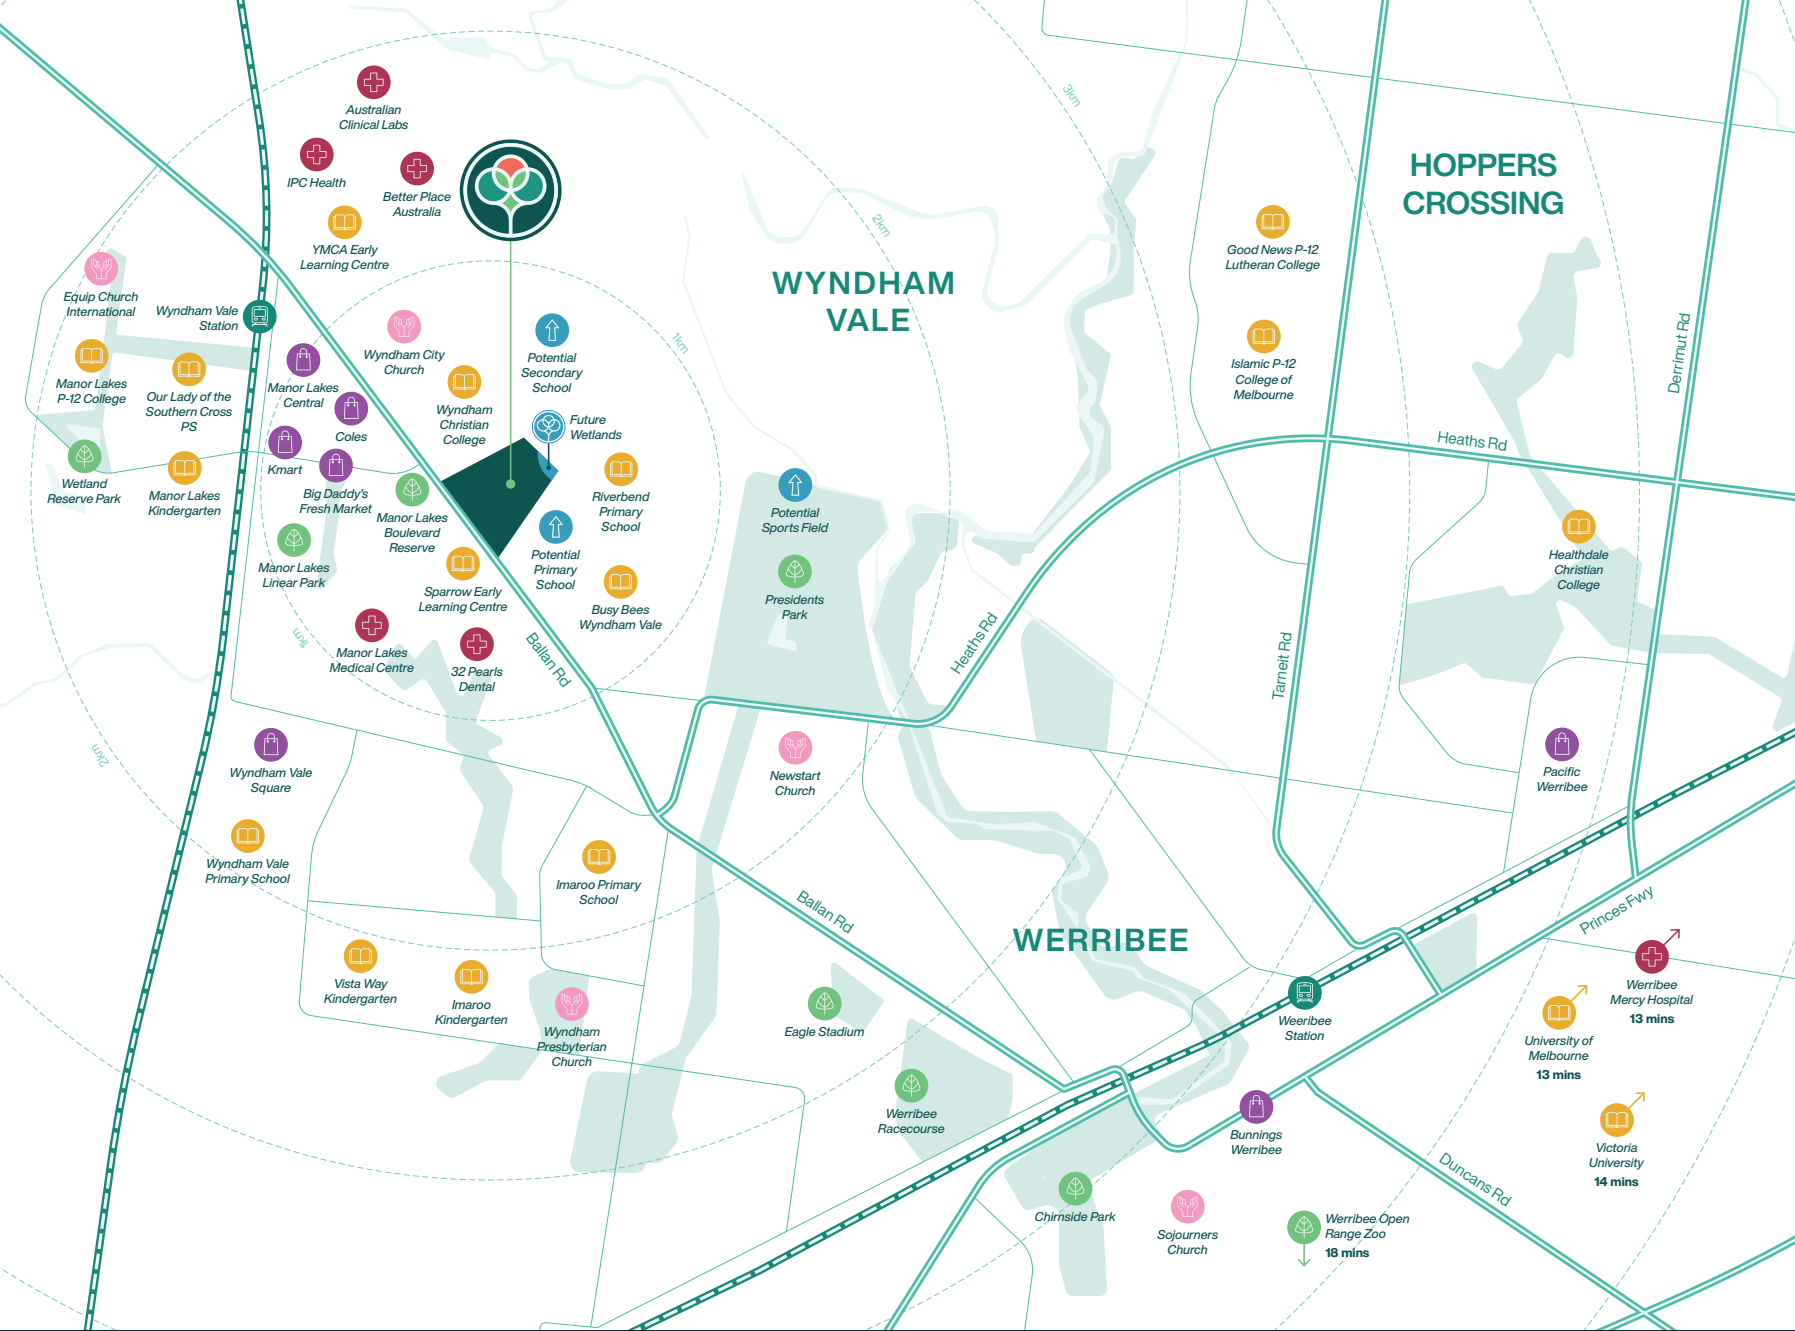 Australian
Clinical Labs
IPC Health
Better Place
Australia
YMCA Early
Learning Centre
3km
2km
1km
HOPPERS
CROSSING
WYNDHAM
VALE
Good News P-12
Lutheran College
Islamic P-12
College of
Melbourne
Derrimut Rd
Heaths Rd
Equip Church
International
Wyndham Vale
Station
Manor Lakes
P-12 College
Our Lady of the
Southern Cross
PS
Wetland
Reserve Park
Manor Lakes
Kindergarten
Manor Lakes
Central
Coles
Kmart
Big Daddy's
Fresh Market
Wyndham City
Church
Wyndham
Christian
College
Potential
Secondary
School
Future
Wetlands
Riverbend
Primary
School
Manor Lakes
Boulevard
Reserve
Manor Lakes
Linear Park
Sparrow Early
Learning Centre
Potential
Primary
School
Busy Bees
Wyndham Vale
Manor Lakes
Medical Centre
32 Pearls
Dental
1km
Ballan Rd
Potential
Sports Field
Presidents
Park
Heaths Rd
Tarneit Rd
Healthdale
Christian
College
2km
Wyndham Vale
Square
Newstart
Church
Pacific
Werribee
Wyndham Vale
Primary School
Imaroo Primary
School
Ballan Rd
Princes Fwy
WERRIBEE
Vista Way
Kindergarten
Imaroo
Kindergarten
Wyndham
Presbyterian
Church
Eagle Stadium
Weeribee
Station
Werribee
Mercy Hospital
13 mins
University of
Melbourne
13 mins
Werribee
Racecourse
Bunnings
Werribee
Victoria
University
14 mins
Duncans Rd
Chirnside Park
Sojourners
Church
Werribee Open
Range Zoo
18 mins